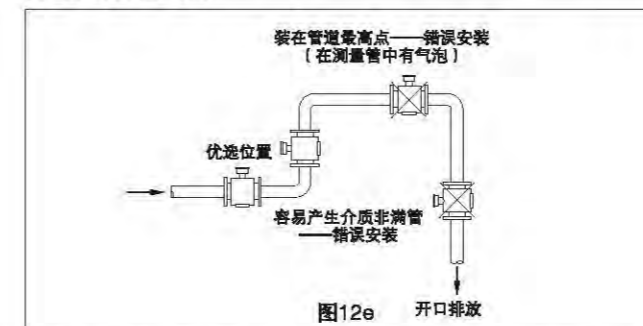 装在管道最高点——错误安装
[ 在测量管中有气泡 ]
优选位置
容易产生介质非满管
——错误安装
图12e
开口排放